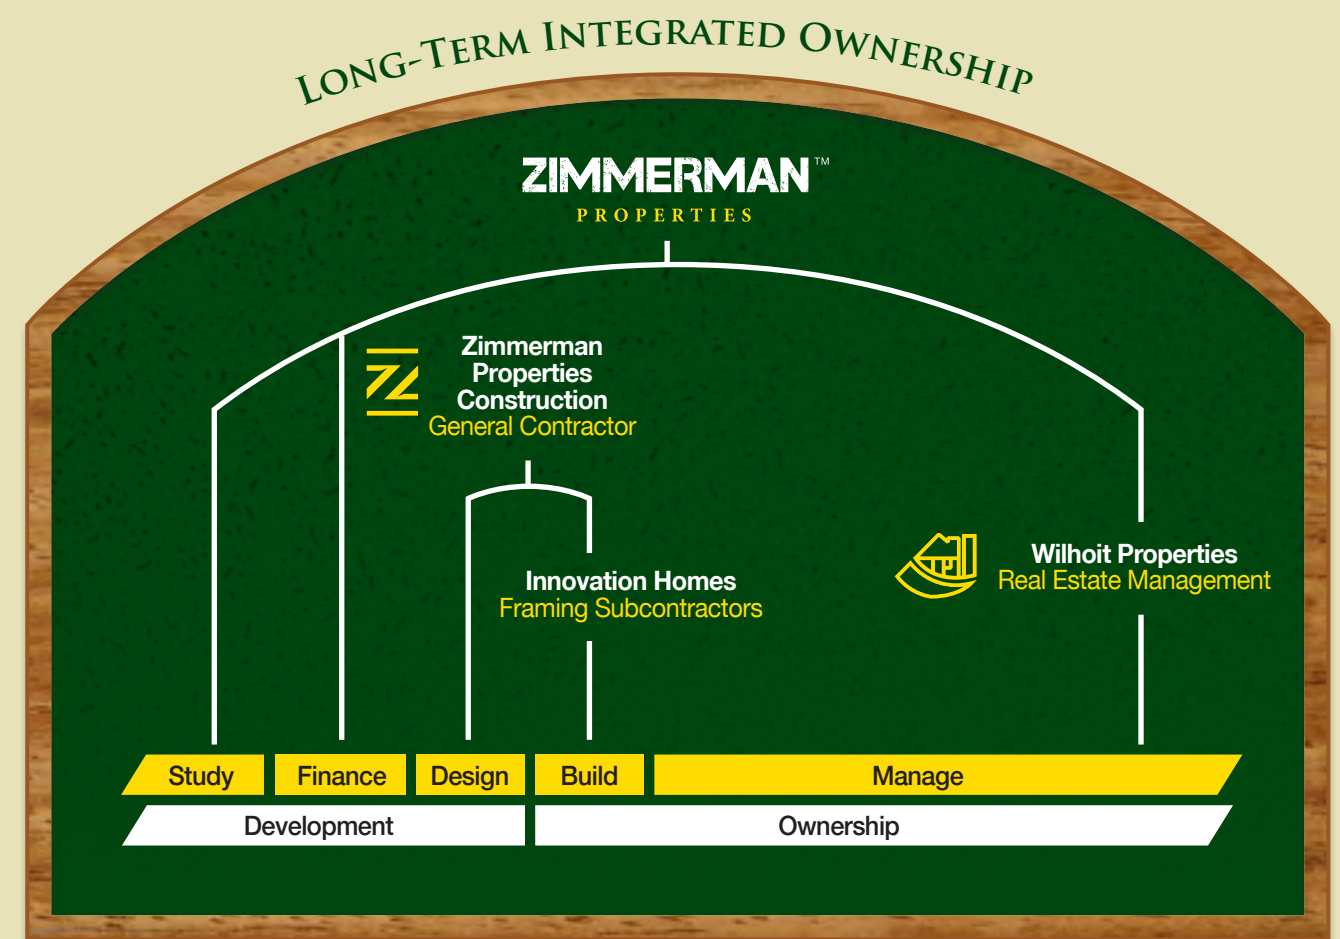 LONG-TERM INTEGRATED OWNERSHIP
ZIMMERMAN™
PROPERTIES
Zimmerman
Properties
Construction
General Contractor
Innovation Homes
Framing Subcontractors
Wilhoit Properties
Real Estate Management
Study
Finance
Design
Build
Manage
Development
Ownership